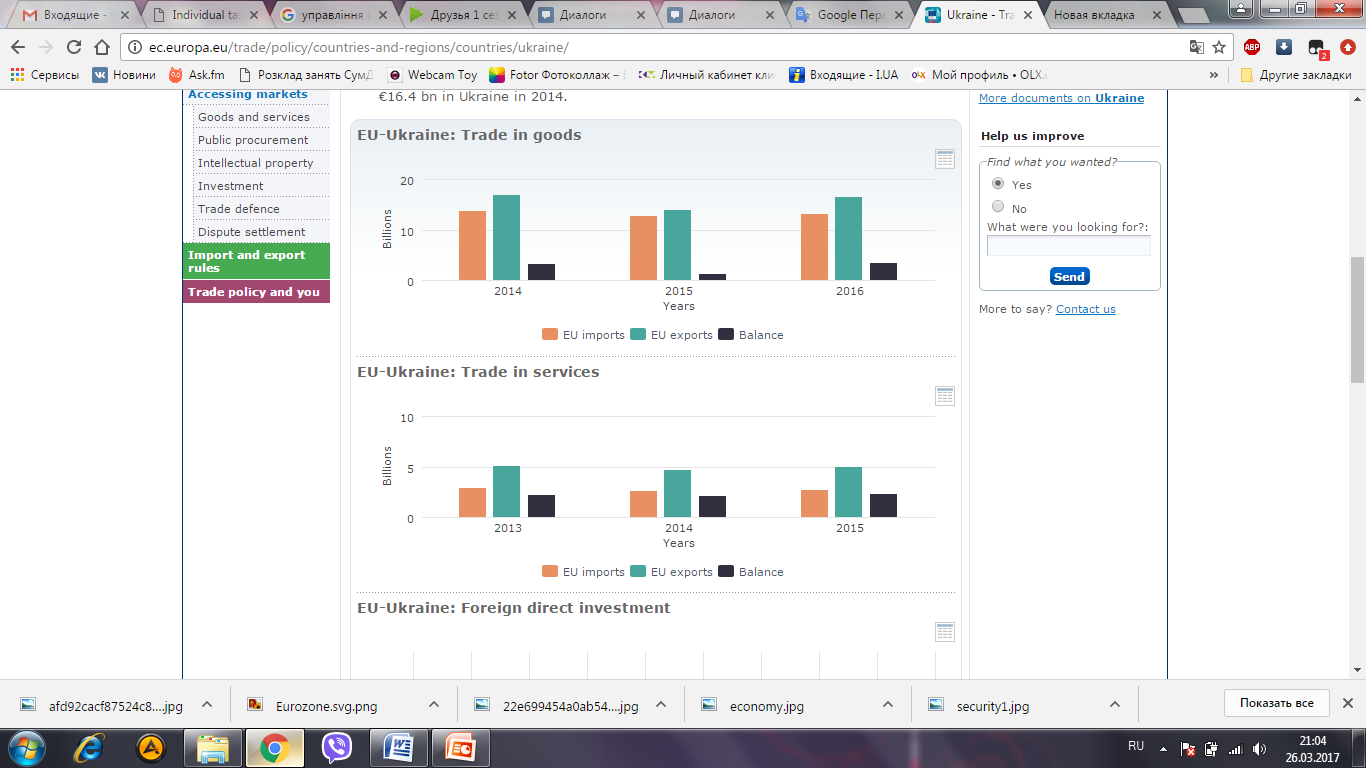 Входящие -
Individual ta
управління
Друзья 1 сез
Диалоги
Диалоги
Google Пере
Ukraine - Tra
Новая вкладка
ec.europa.eu/trade/policy/countries-and-regions/countries/ukraine/
ABP
2
Сервисы
Новини
Ask.fm
Розклад занять СумД
Webcam Toy
Fotor Фотоколлаж –
Личный кабинет кли
Входящие - I.UA
Мой профиль • OLX.
»
Другие закладки
Accessing markets
Goods and services
Public procurement
Intellectual property
Investment
Trade defence
Dispute settlement
Import and export
rules
Trade policy and you
€16.4 bn in Ukraine in 2014.
EU-Ukraine: Trade in goods
Billions
20
10
0
2014 2015 2016
Years
EU imports EU exports Balance
EU-Ukraine: Trade in services
Billions
10
5
0
2013 2014 2015
Years
EU imports EU exports Balance
EU-Ukraine: Foreign direct investment
More documents on Ukraine
Help us improve
Find what you wanted?
Yes
No
What were you looking for?:
Send
More to say? Contact us
afd92cacf87524c8....jpg
Eurozone.svg.png
22e699454a0ab54....jpg
economy.jpg
security1.jpg
Показать все
RU
21:04
26.03.2017